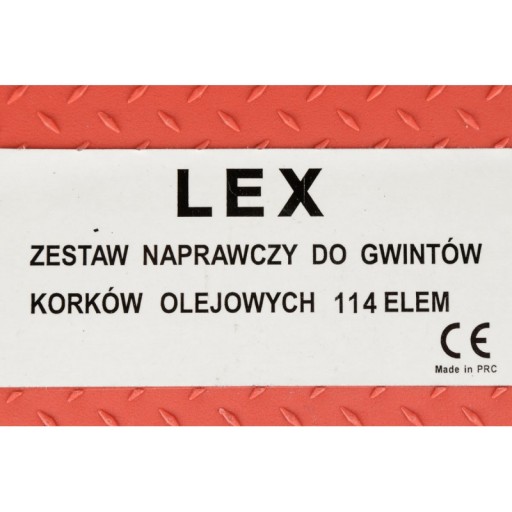 LEX
ZESTAW NAPRAWCZY DO GWINTÓW
KORKÓW OLEJOWYCH 114 ELEM
CE
Made in PRC